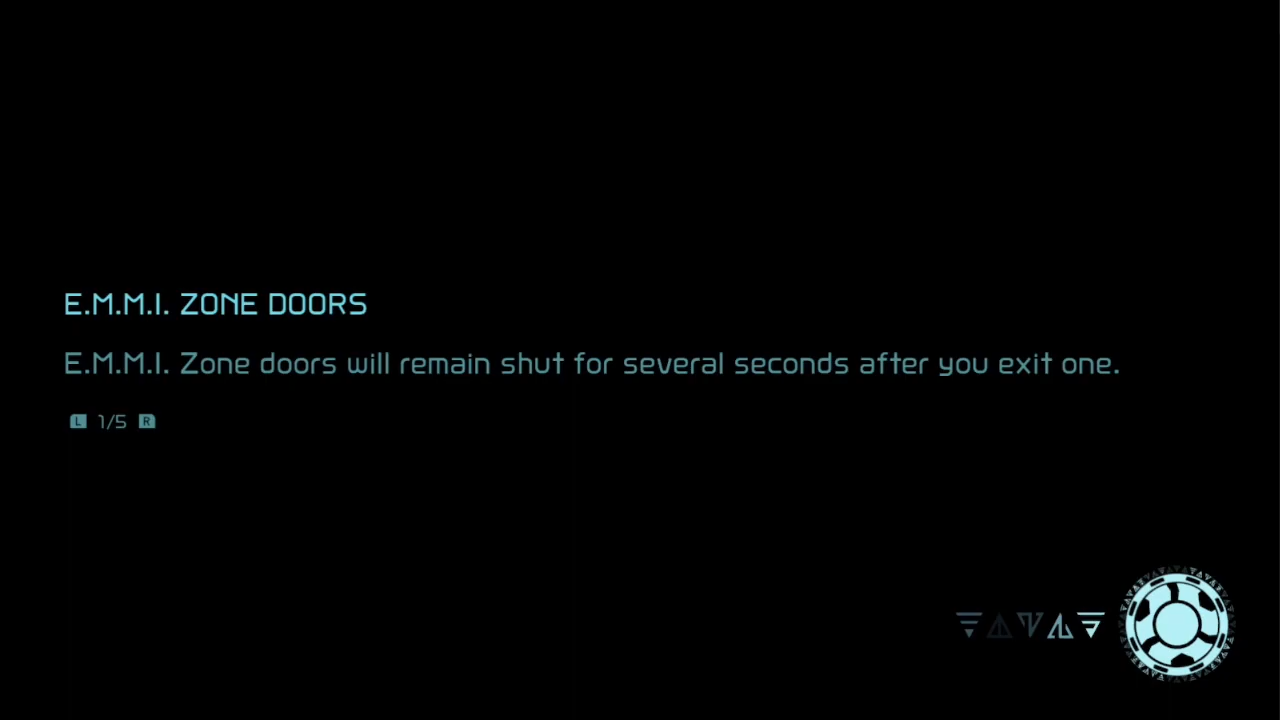 E.M.M.I. ZONE DOORS
E.M.M.I. Zone doors will remain shut for several seconds after you exit one.
L 1/5 R